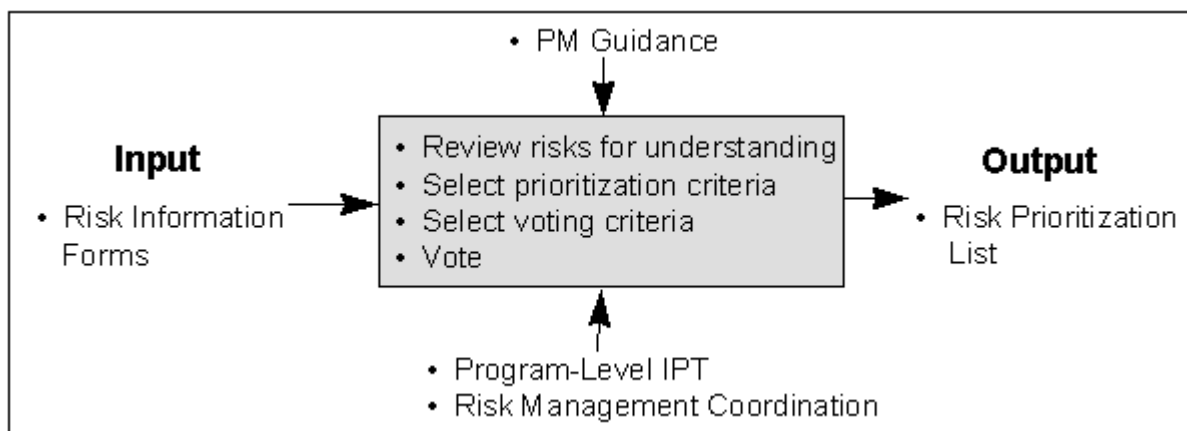 • PM Guidance
Input
• Risk Information
Forms
• Review risks for understanding
• Select prioritization criteria
• Select voting criteria
• Vote
Output
• Risk Prioritization
List
• Program-Level IPT
• Risk Management Coordination